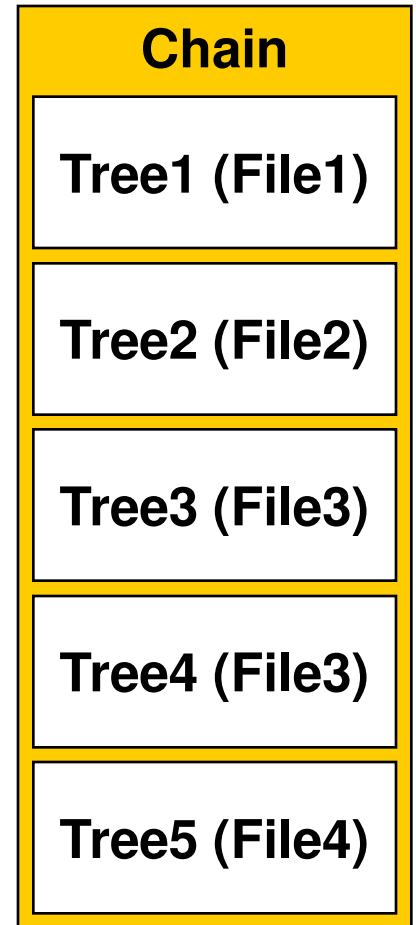 Chain
Tree1 (File1)
Tree2 (File2)
Tree3 (File3)
Tree4 (File3)
Tree5 (File4)